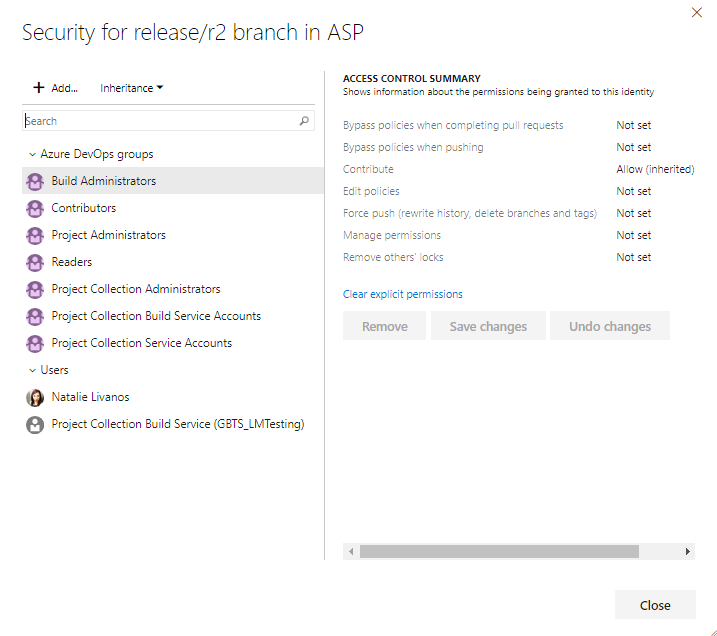 Security for release/r2 branch in ASP
Add...
Inheritance
Search
Azure DevOps groups
Build Administrators
Contributors
Project Administrators
Readers
Project Collection Administrators
Project Collection Build Service Accounts
Project Collection Service Accounts
Users
Natalie Livanos
Project Collection Build Service (GBTS_LMTesting)
ACCESS CONTROL SUMMARY
Shows information about the permissions being granted to this identity
Bypass policies when completing pull requests Not set
Bypass policies when pushing Not set
Contribute Allow (inherited)
Edit policies Not set
Force push (rewrite history, delete branches and tags) Not set
Manage permissions Not set
Remove others' locks Not set
Clear explicit permissions
Remove Save changes Undo changes
Close